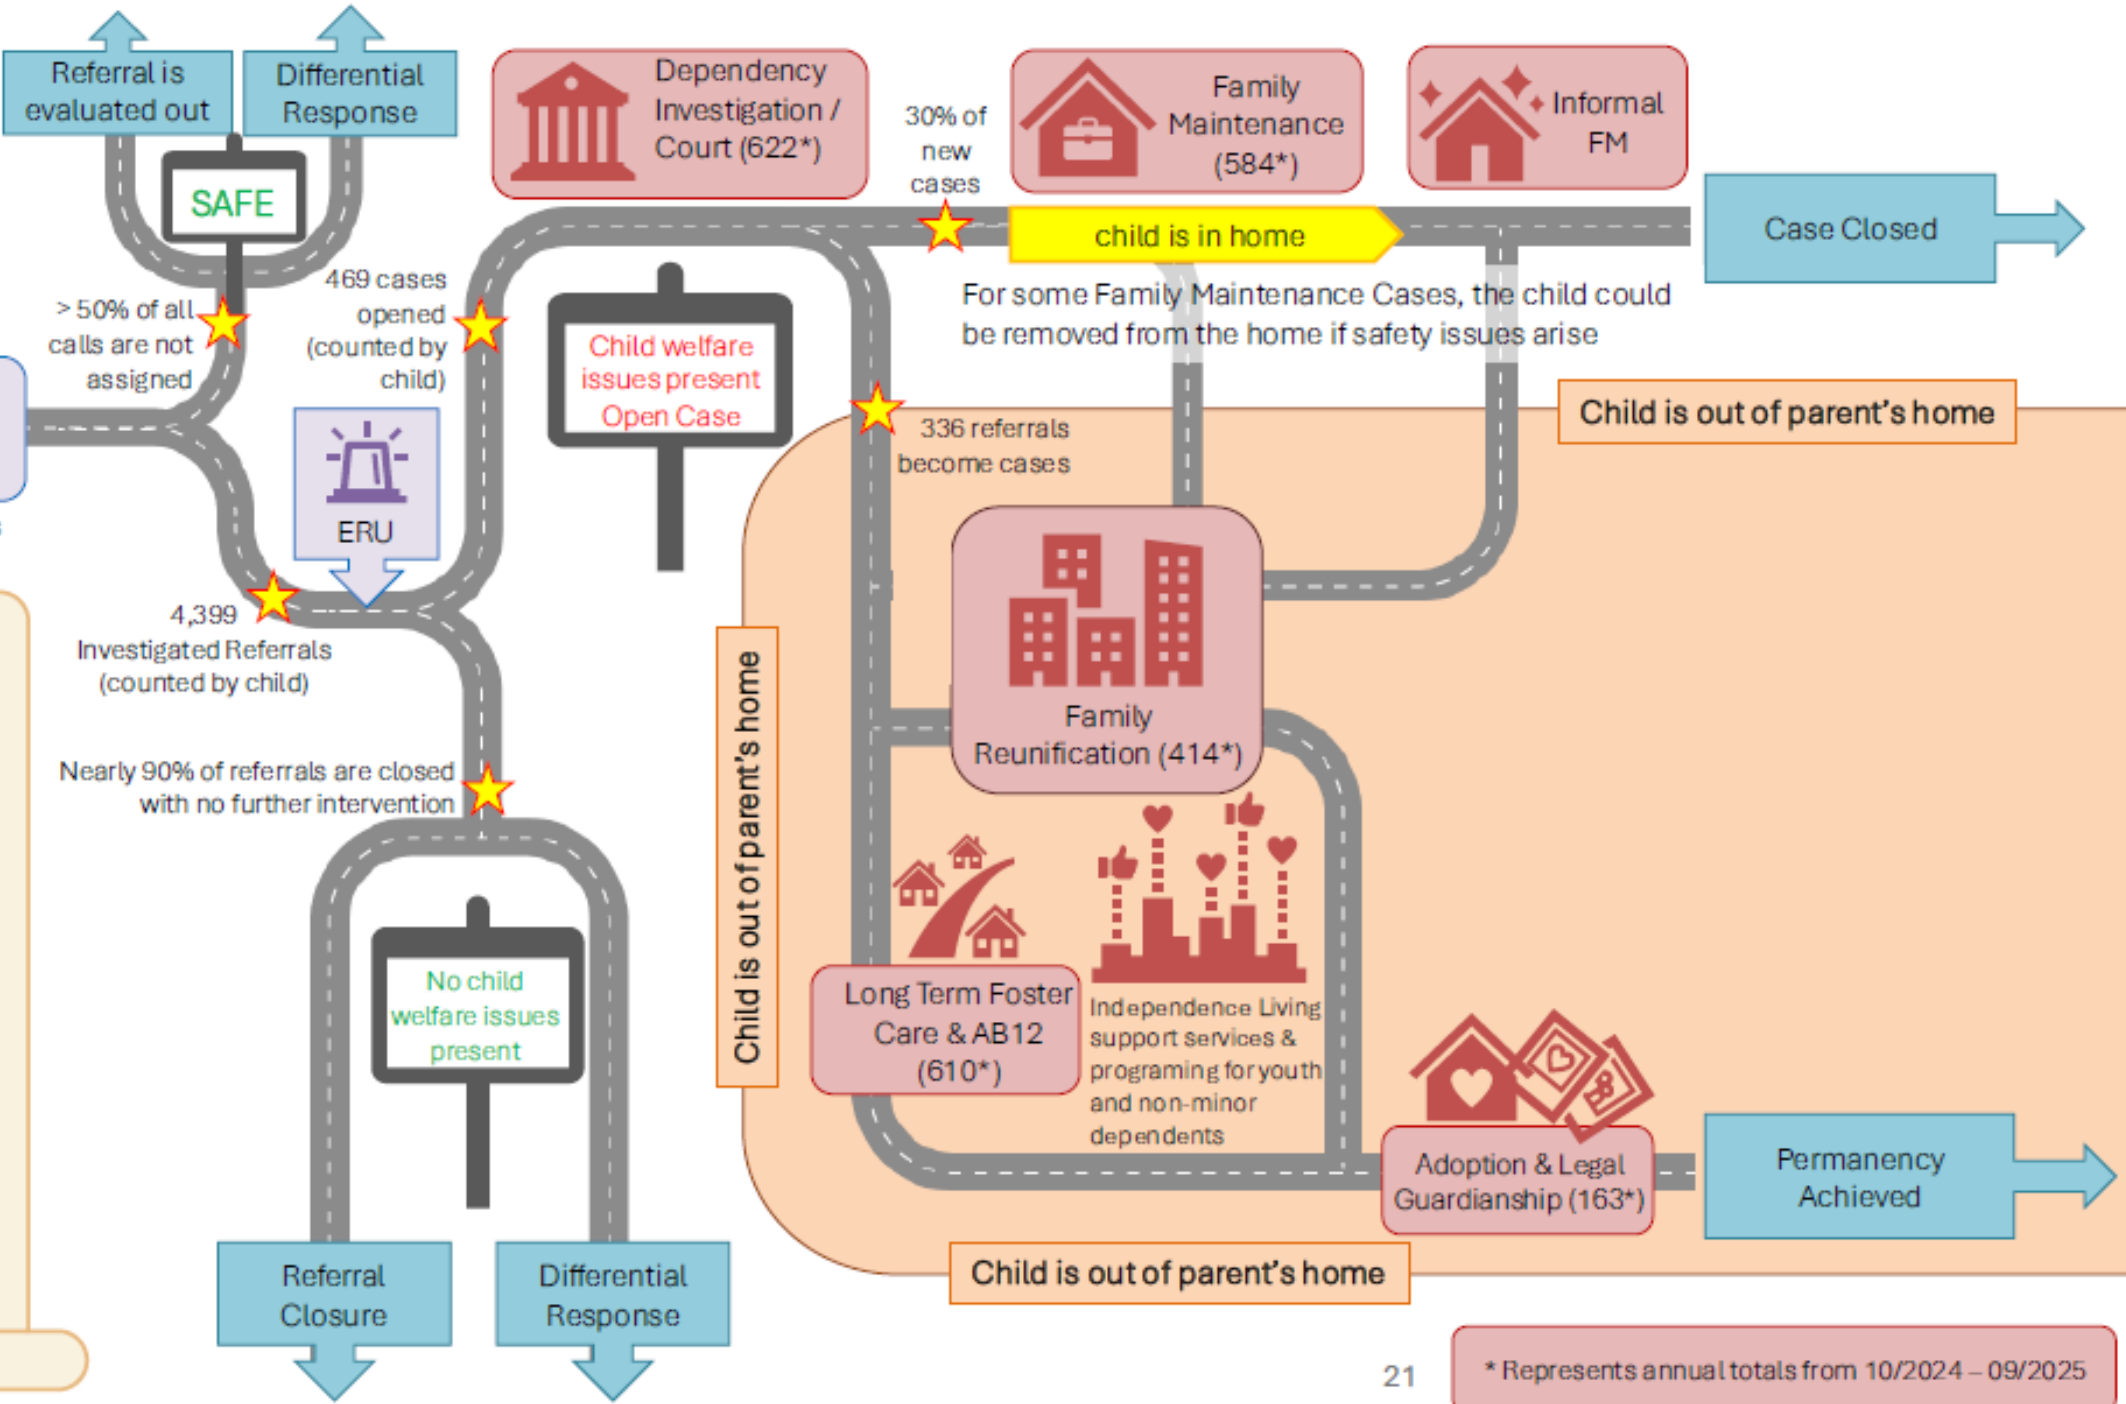 Referral is
evaluated out
Differential
Response
SAFE
Dependency
Investigation /
Court (622*)
30% of
new
cases
Family
Maintenance
(584*)
Informal
FM
child is in home
Case Closed
For some Family Maintenance Cases, the child could
be removed from the home if safety issues arise
> 50% of all
calls are not
assigned
469 cases
opened
(counted by
child)
Child welfare
issues present
Open Case
ERU
336 referrals
become cases
Child is out of parent's home
4,399
Investigated Referrals
(counted by child)
Nearly 90% of referrals are closed
with no further intervention
Child is out of parent's home
Family
Reunification (414*)
No child
welfare issues
present
Long Term Foster
Care & AB12
(610*)
Independence Living
support services &
programing for youth
and non-minor
dependents
Adoption & Legal
Guardianship (163*)
Permanency
Achieved
Referral
Closure
Differential
Response
Child is out of parent's home
21
* Represents annual totals from 10/2024 – 09/2025